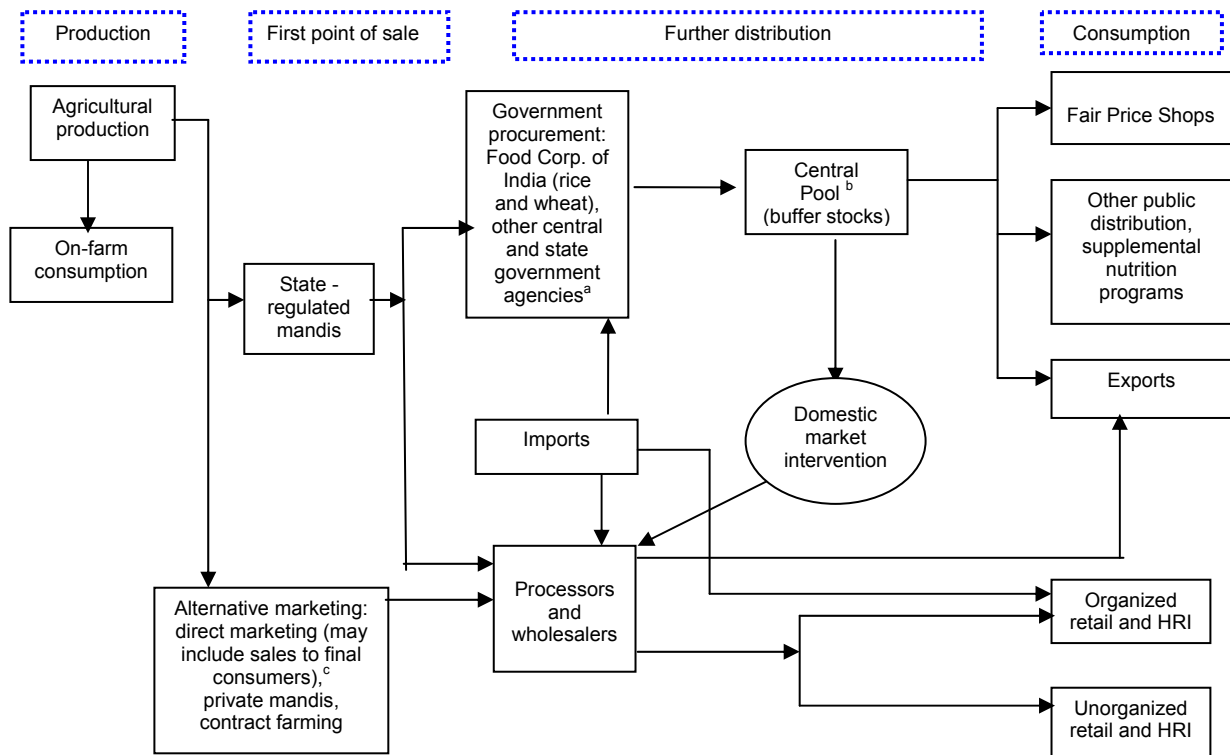 Production
First point of sale
Further distribution
Consumption
Agricultural
production
On-farm
consumption
State -
regulated
mandis
Alternative marketing:
direct marketing (may
include sales to final
consumers),c
private mandis,
contract farming
Government
procurement:
Food Corp. of
India (rice
and wheat),
other central
and state
government
agenciesa
Imports
Processors
and
wholesalers
Central
Pool b
(buffer stocks)
Domestic
market
intervention
Fair Price Shops
Other public
distribution,
supplemental
nutrition
programs
Exports
Organized
retail and HRI
Unorganized
retail and HRI